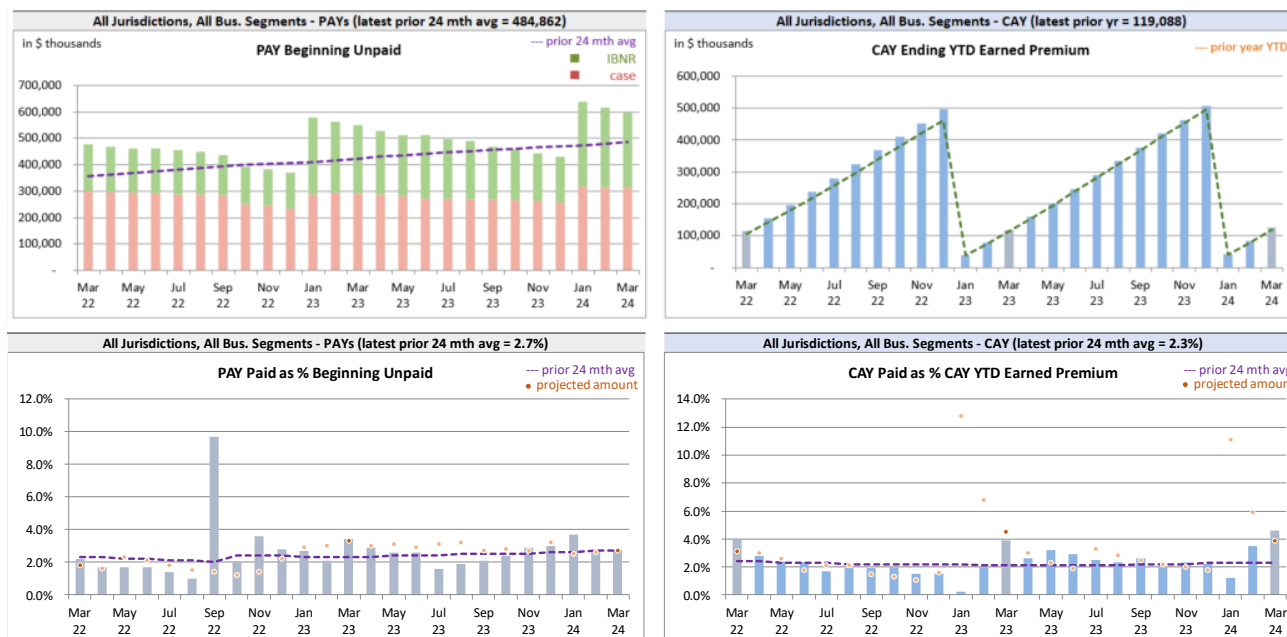 All Jurisdictions, All Bus. Segments - PAYs (latest prior 24 mth avg = 484,862)
in $ thousands
PAY Beginning Unpaid
--- prior 24 mth avg
IBNR
case
700,000
600,000
500,000
400,000
300,000
200,000
100,000
-
Mar May Jul Sep Nov Jan Mar May Jul Sep Nov Jan Mar
22 22 22 22 22 23 23 23 23 23 23 24 24
All Jurisdictions, All Bus. Segments - CAY (latest prior yr = 119,088)
in $ thousands
CAY Ending YTD Earned Premium
--- prior year YTD
600,000
500,000
400,000
300,000
200,000
100,000
-
Mar May Jul Sep Nov Jan Mar May Jul Sep Nov Jan Mar
22 22 22 22 22 23 23 23 23 23 23 24 24
All Jurisdictions, All Bus. Segments - PAYs (latest prior 24 mth avg = 2.7%)
PAY Paid as % Beginning Unpaid
--- prior 24 mth avg
projected amount
12.0%
10.0%
8.0%
6.0%
4.0%
2.0%
0.0%
Mar May Jul Sep Nov Jan Mar May Jul Sep Nov Jan Mar
22 22 22 22 22 23 23 23 23 23 23 24 24
All Jurisdictions, All Bus. Segments - CAY (latest prior 24 mth avg = 2.3%)
CAY Paid as % CAY YTD Earned Premium
--- prior 24 mth avg
projected amount
14.0%
12.0%
10.0%
8.0%
6.0%
4.0%
2.0%
0.0%
Mar May Jul Sep Nov Jan Mar May Jul Sep Nov Jan Mar
22 22 22 22 22 23 23 23 23 23 23 24 24